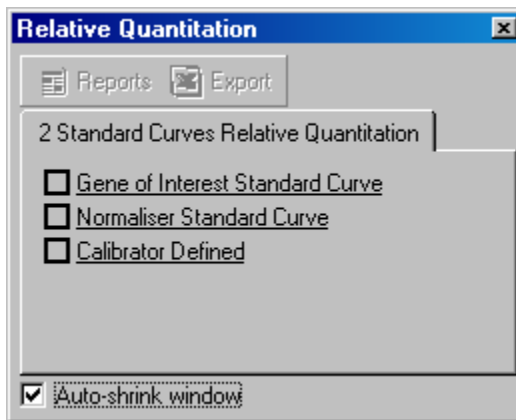 Relative Quantitation
Reports Export
2 Standard Curves Relative Quantitation
Gene of Interest Standard Curve
Normaliser Standard Curve
Calibrator Defined
Auto-shrink window